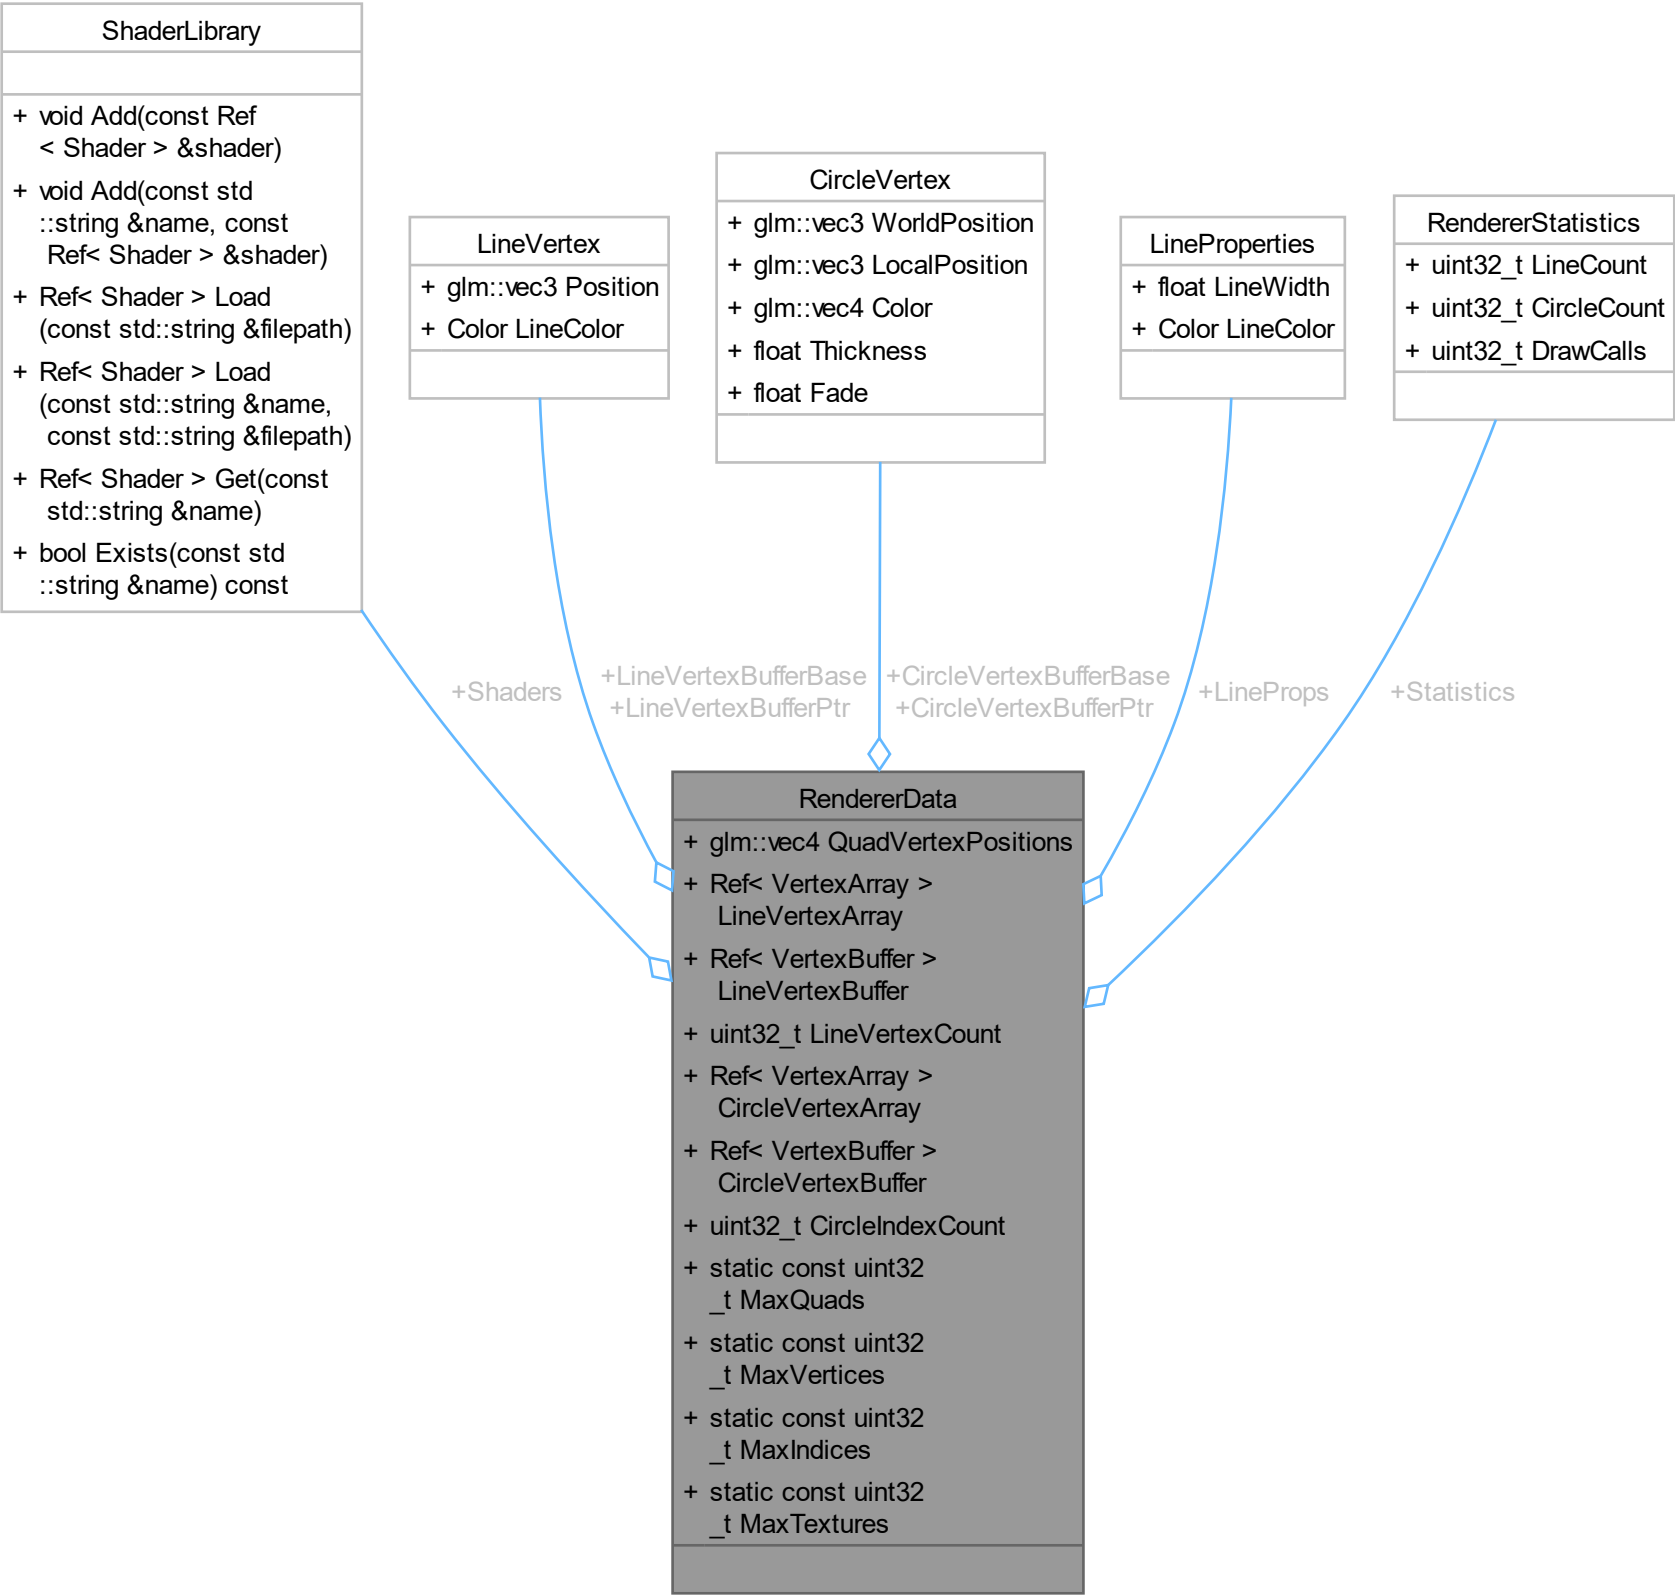 ShaderLibrary
+ void Add(const Ref
< Shader > &shader)
+ void Add(const std
::string &name, const
Ref< Shader > &shader)
+ Ref< Shader > Load
(const std::string &filepath)
+ Ref< Shader > Load
(const std::string &name,
const std::string &filepath)
+ Ref< Shader > Get(const
std::string &name)
+ bool Exists(const std
::string &name) const
LineVertex
+ glm::vec3 Position
+ Color LineColor
CircleVertex
+ glm::vec3 WorldPosition
+ glm::vec3 LocalPosition
+ glm::vec4 Color
+ float Thickness
+ float Fade
LineProperties
+ float LineWidth
+ Color LineColor
RendererStatistics
+ uint32_t LineCount
+ uint32_t CircleCount
+ uint32_t DrawCalls
+Shaders
+LineVertexBufferBase
+LineVertexBufferPtr
+CircleVertexBufferBase
+CircleVertexBufferPtr
+LineProps
+Statistics
RendererData
+ glm::vec4 QuadVertexPositions
+ Ref< VertexArray >
LineVertexArray
+ Ref< VertexBuffer >
LineVertexBuffer
+ uint32_t LineVertexCount
+ Ref< VertexArray >
CircleVertexArray
+ Ref< VertexBuffer >
CircleVertexBuffer
+ uint32_t CircleIndexCount
+ static const uint32
_t MaxQuads
+ static const uint32
_t MaxVertices
+ static const uint32
_t MaxIndices
+ static const uint32
_t MaxTextures